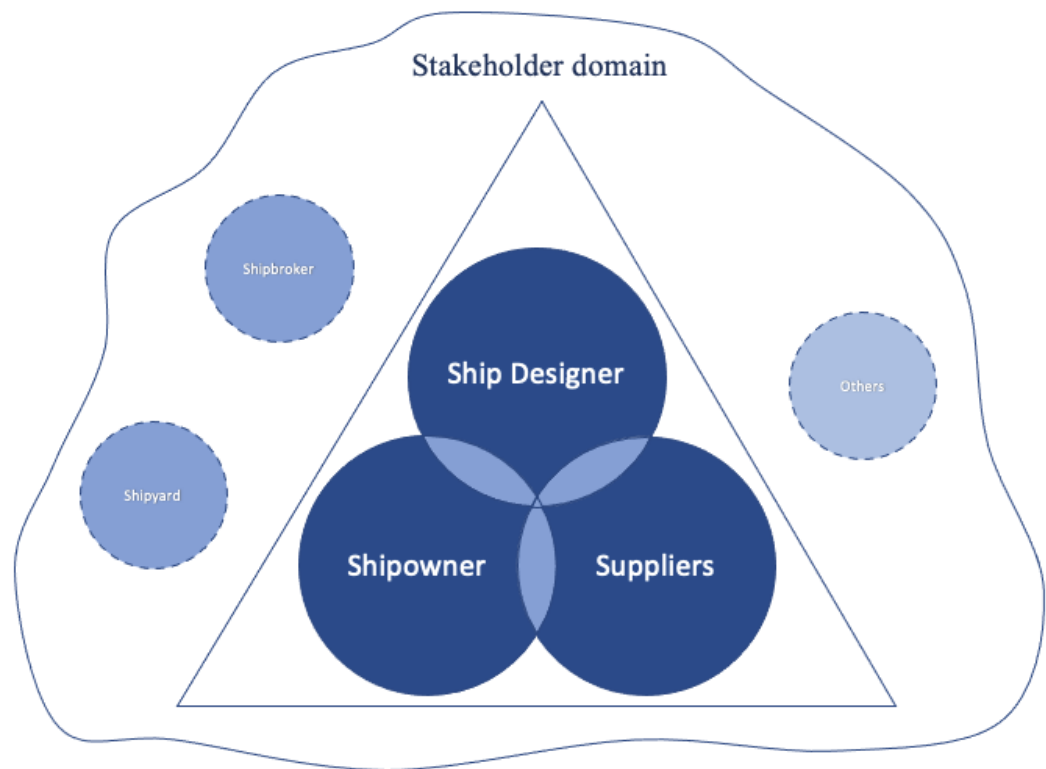 Stakeholder domain
Shipbroker
Ship Designer
Others
Shipyard
Shipowner
Suppliers